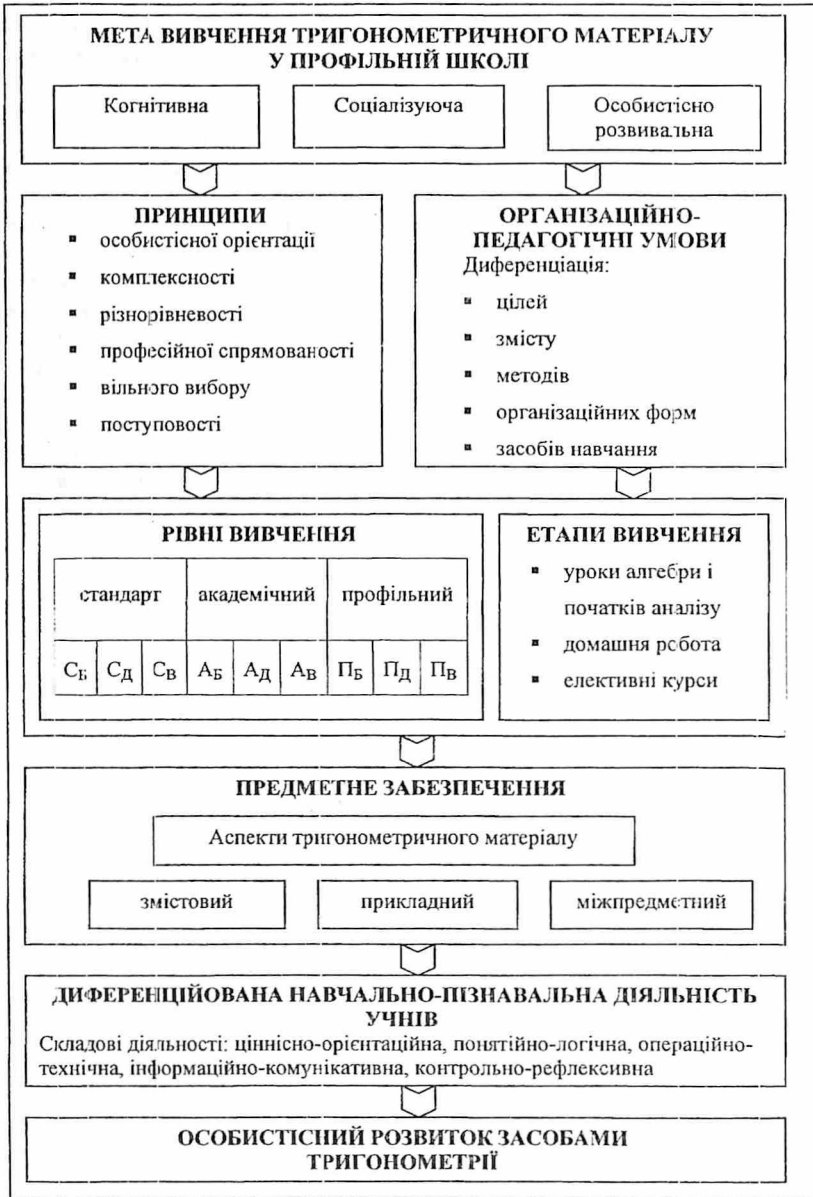 МЕТА ВИВЧЕННЯ ТРИГОНОМЕТРИЧНОГО МАТЕРІАЛУ
У ПРОФІЛЬНІЙ ШКОЛІ
Когнітивна
Соціалізуюча
Особистісно
розвивальна
ПРИНЦИПИ
▪ особистісної орієнтації
▪ комплексності
▪ різнорівневості
▪ професійної спрямованості
▪ вільного вибору
▪ поступовості
ОРГАНІЗАЦІЙНО-
ПЕДАГОГІЧНІ УМОВИ
Диференціація:
▪ цілей
▪ змісту
▪ методів
▪ організаційних форм
▪ засобів навчання
РІВНІ ВИВЧЕННЯ
стандарт академічний профільний
СБ СД СВ АБ АД АВ ПБ ПД ПВ
ЕТАПИ ВИВЧЕННЯ
▪ уроки алгебри і
початків аналізу
▪ домашня робота
▪ елективні курси
ПРЕДМЕТНЕ ЗАБЕЗПЕЧЕННЯ
Аспекти тригонометричного матеріалу
змістовий
прикладний
міжпредметний
ДИФЕРЕНЦІЙОВАНА НАВЧАЛЬНО-ПІЗНАВАЛЬНА ДІЯЛЬНІСТЬ
УЧНІВ
Складові діяльності: ціннісно-орієнтаційна, понятійно-логічна, операційно-
технічна, інформаційно-комунікативна, контрольно-рефлексивна
ОСОБИСТІСНИЙ РОЗВИТОК ЗАСОБАМИ
ТРИГОНОМЕТРІЇ